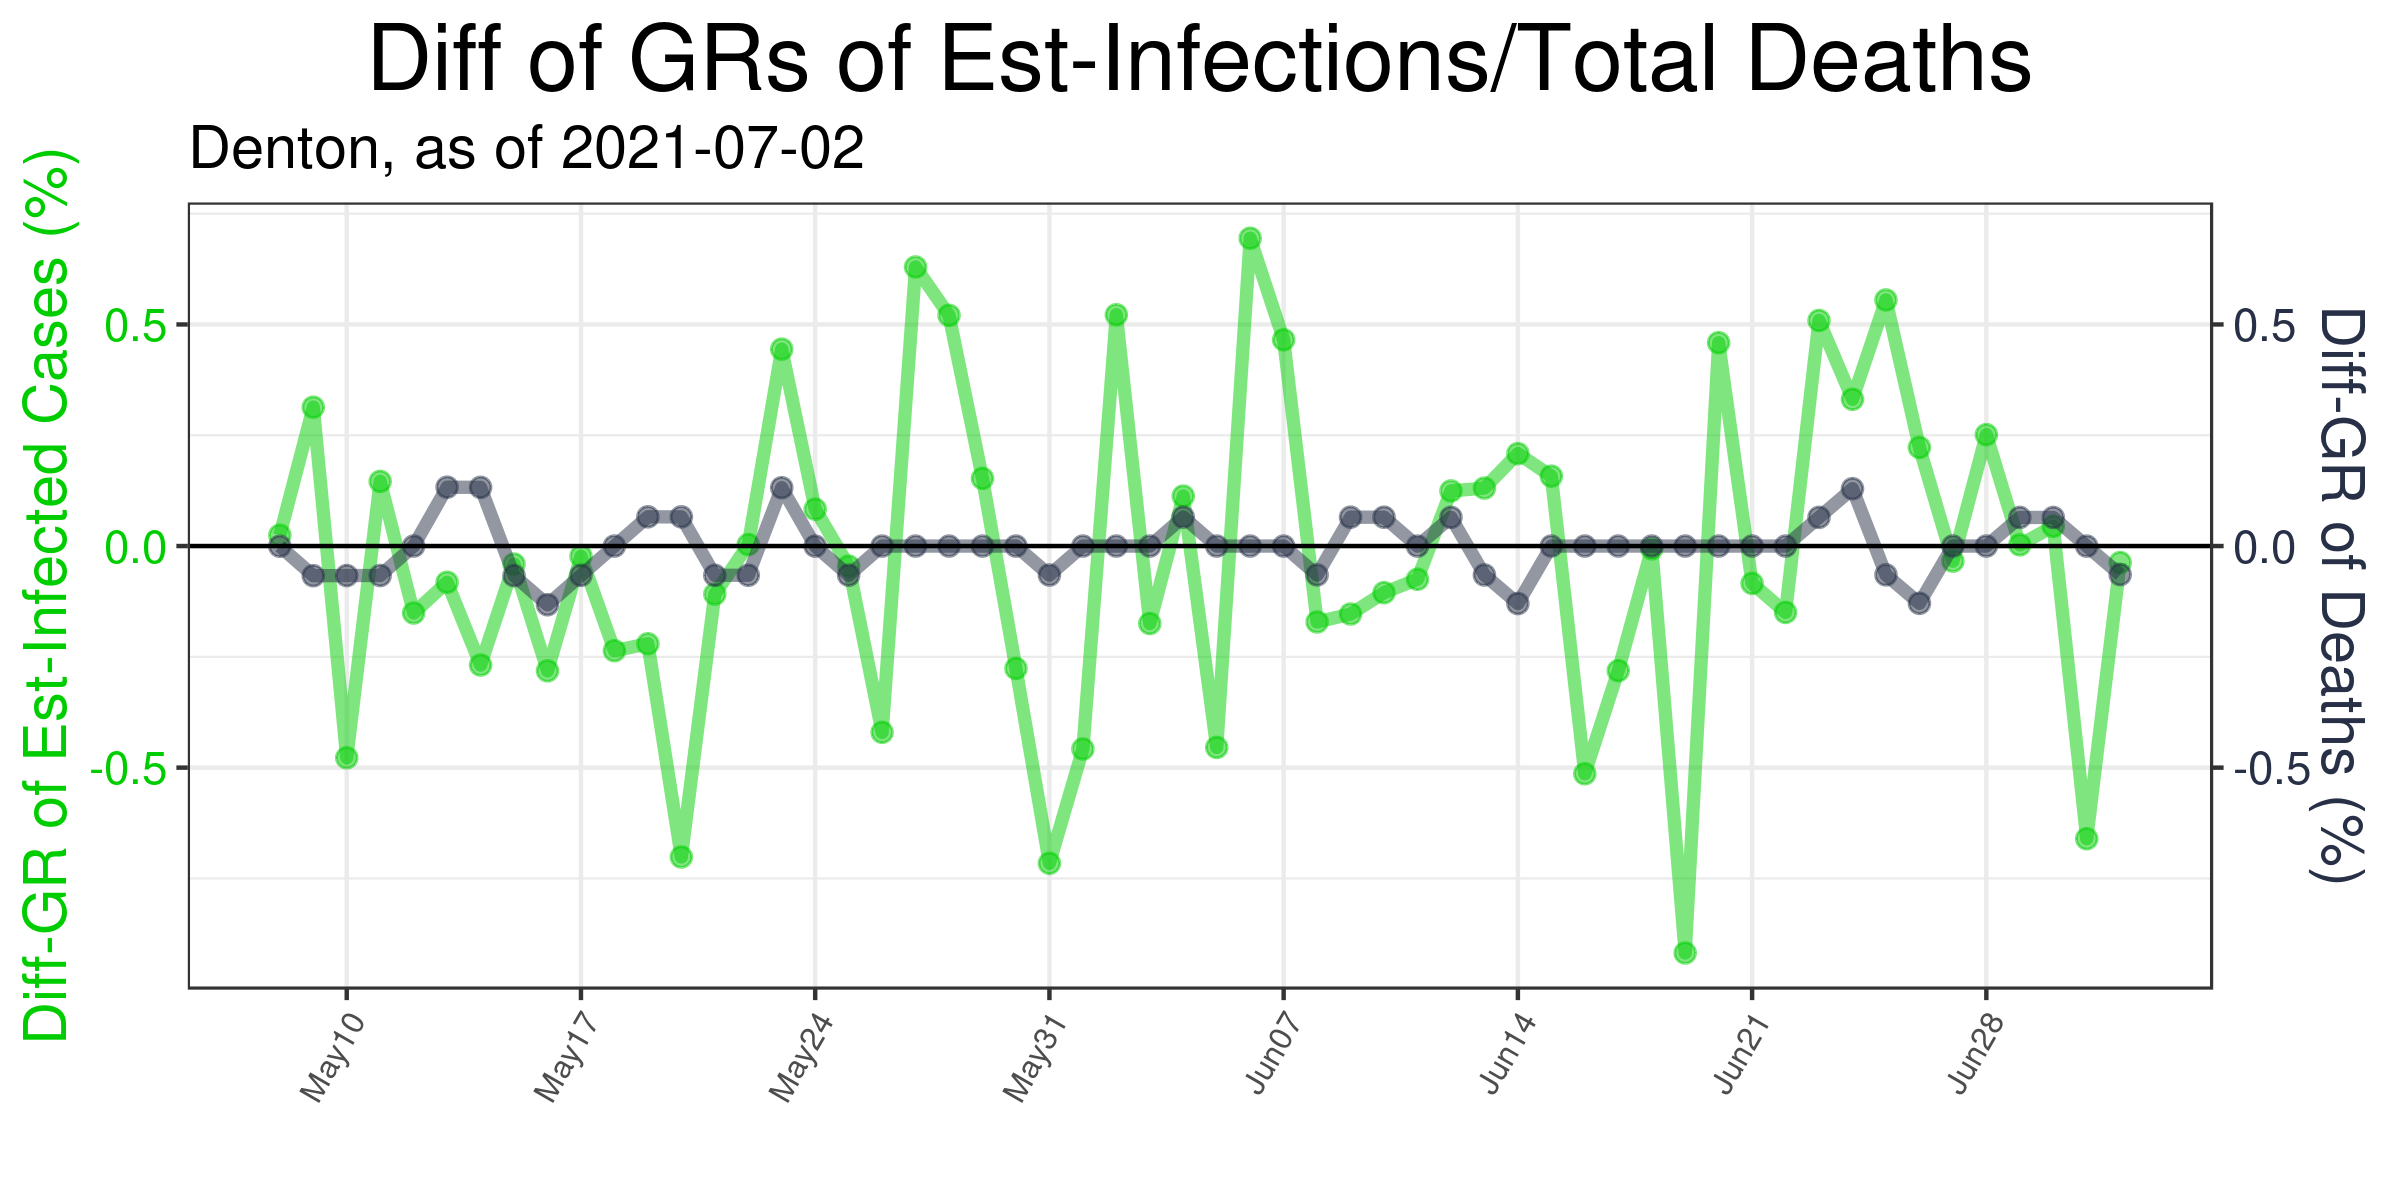 Diff of GRs of Est-Infections/Total Deaths
Denton, as of 2021-07-02
Diff-GR of Est-Infected Cases (%)
0.5
0.0
-0.5
0.5
0.0
-0.5
Diff-GR of Deaths (%)
May10
May17
May24
May31
Jun07
Jun14
Jun21
Jun28